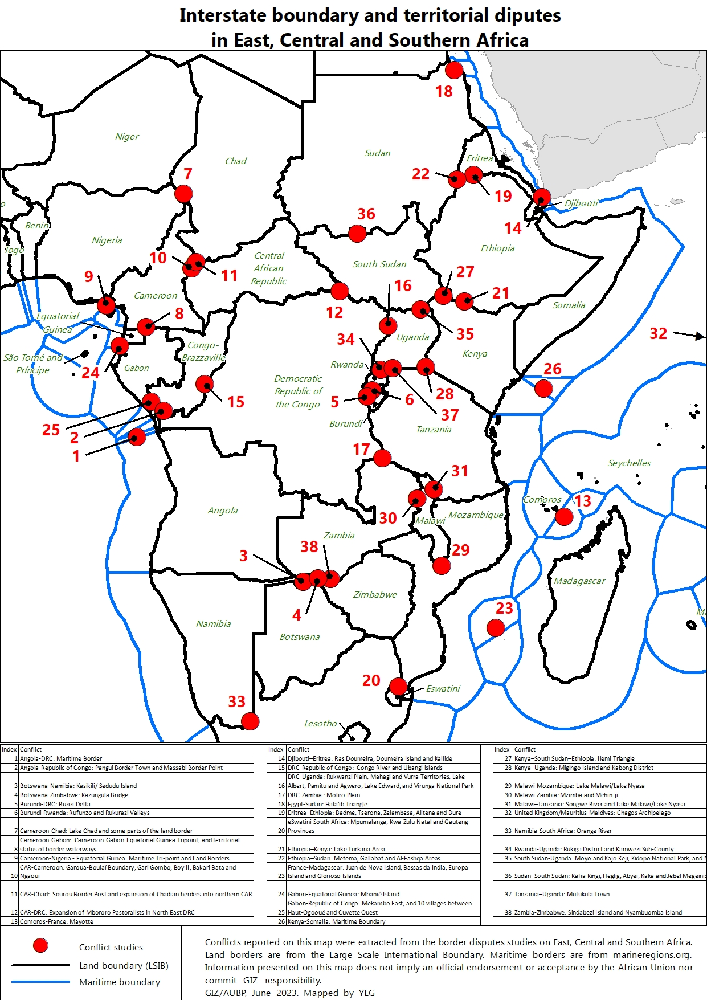 Interstate boundary and territorial diputes
in East, Central and Southern Africa
18
Niger
Chad
Sudan
Eritrea
7
22
19
Djibouti
14
36
Benin
Nigeria
Togo
o
Ethiopia
Central
African
Republic
South Sudan
10
11
9
27
16
21
Cameroon
12
8
Somalia
Equatorial
Guinea
35
32
34
Uganda
Congo-
Brazzaville
Kenya
São Tomé and
Príncipe
Gabon
Rwanda
24
26
Democratic
Republic of
the Congo
28
5
6
15
37
Burundi
Tanzania
25
2
1
17
31
Seychelles
Comoros
13
Angola
30
Malawi
Mozambique
Zambia
38
3
29
Madagascar
Zimbabwe
23
4
Namibia
Botswana
Ma
20
Eswatini
33
Lesotho
Index Conflict
1 Angola-DRC: Maritime Border
2 Angola-Republic of Congo: Pangui Border Town and Massabi Border Point
3 Botswana-Namibia: Kasikili/ Sedudu Island
4 Botswana-Zimbabwe: Kazungula Bridge
5 Burundi-DRC: Ruzizi Delta
6 Burundi-Rwanda: Rufunzo and Rukurazi Valleys
7 Cameroon-Chad: Lake Chad and some parts of the land border
Cameroon-Gabon: Cameroon-Gabon-Equatorial Guinea Tripoint, and territorial
8 status of border waterways
9 Cameroon-Nigeria - Equatorial Guinea: Maritime Tri-point and Land Borders
CAR-Cameroon: Garoua-Boulaï Boundary, Gari Gombo, Boy II, Bakari Bata and
10 Ngaoui
11 CAR-Chad: Sourou Border Post and expansion of Chadian herders into northern CAR
12 CAR-DRC: Expansion of Mbororo Pastoralists in North East DRC
13 Comoros-France: Mayotte
Index Conflict
14 Djibouti–Eritrea: Ras Doumeira, Doumeira Island and Kallide
15 DRC-Republic of Congo: Congo River and Ubangi islands
DRC-Uganda: Rukwanzi Plain, Mahagi and Vurra Territories, Lake
16 Albert, Pamitu and Agwero, Lake Edward, and Virunga National Park
17 DRC-Zambia : Moliro Plain
18 Egypt-Sudan: Hala'ib Triangle
19 Eritrea–Ethiopia: Badme, Tserona, Zelambesa, Alitena and Bure
eSwatini-South Africa: Mpumalanga, Kwa-Zulu Natal and Gauteng
20 Provinces
21 Ethiopia–Kenya: Lake Turkana Area
22 Ethiopia–Sudan: Metema, Gallabat and Al-Fashqa Areas
France-Madagascar: Juan de Nova Island, Bassas da India, Europa
23 Island and Glorioso Islands
24 Gabon-Equatorial Guinea: Mbanié Island
Gabon-Republic of Congo: Mekambo East, and 10 villages between
25 Haut-Ogooué and Cuvette Ouest
26 Kenya-Somalia: Maritime Boundary
Index Conflict
27 Kenya–South Sudan–Ethiopia: Ilemi Triangle
28 Kenya–Uganda: Migingo Island and Kabong District
29 Malawi-Mozambique: Lake Malawi/Lake Nyasa
30 Malawi-Zambia: Mzimba and Mchin-ji
31 Malawi–Tanzania: Songwe River and Lake Malawi/Lake Nyasa
32 United Kingdom/Mauritius-Maldives: Chagos Archipelago
33 Namibia-South Africa: Orange River
34 Rwanda-Uganda: Rukiga District and Kamwezi Sub-County
35 South Sudan-Uganda: Moyo and Kajo Keji, Kidopo National Park, and
36 Sudan–South Sudan: Kafia Kingi, Heglig, Abyei, Kaka and Jebel Megeinis
37 Tanzania–Uganda: Mutukula Town
38 Zambia-Zimbabwe: Sindabezi Island and Nyambuomba Island
Conflict studies
Land boundary (LSIB)
Maritime boundary
Conflicts reported on this map were extracted from the border disputes studies on East, Central and Southern Africa.
Land borders are from the Large Scale International Boundary. Maritime borders are from marineregions.org.
Information presented on this map does not imply an official endorsement or acceptance by the African Union nor
commit GIZ responsibility.
GIZ/AUBP, June 2023. Mapped by YLG